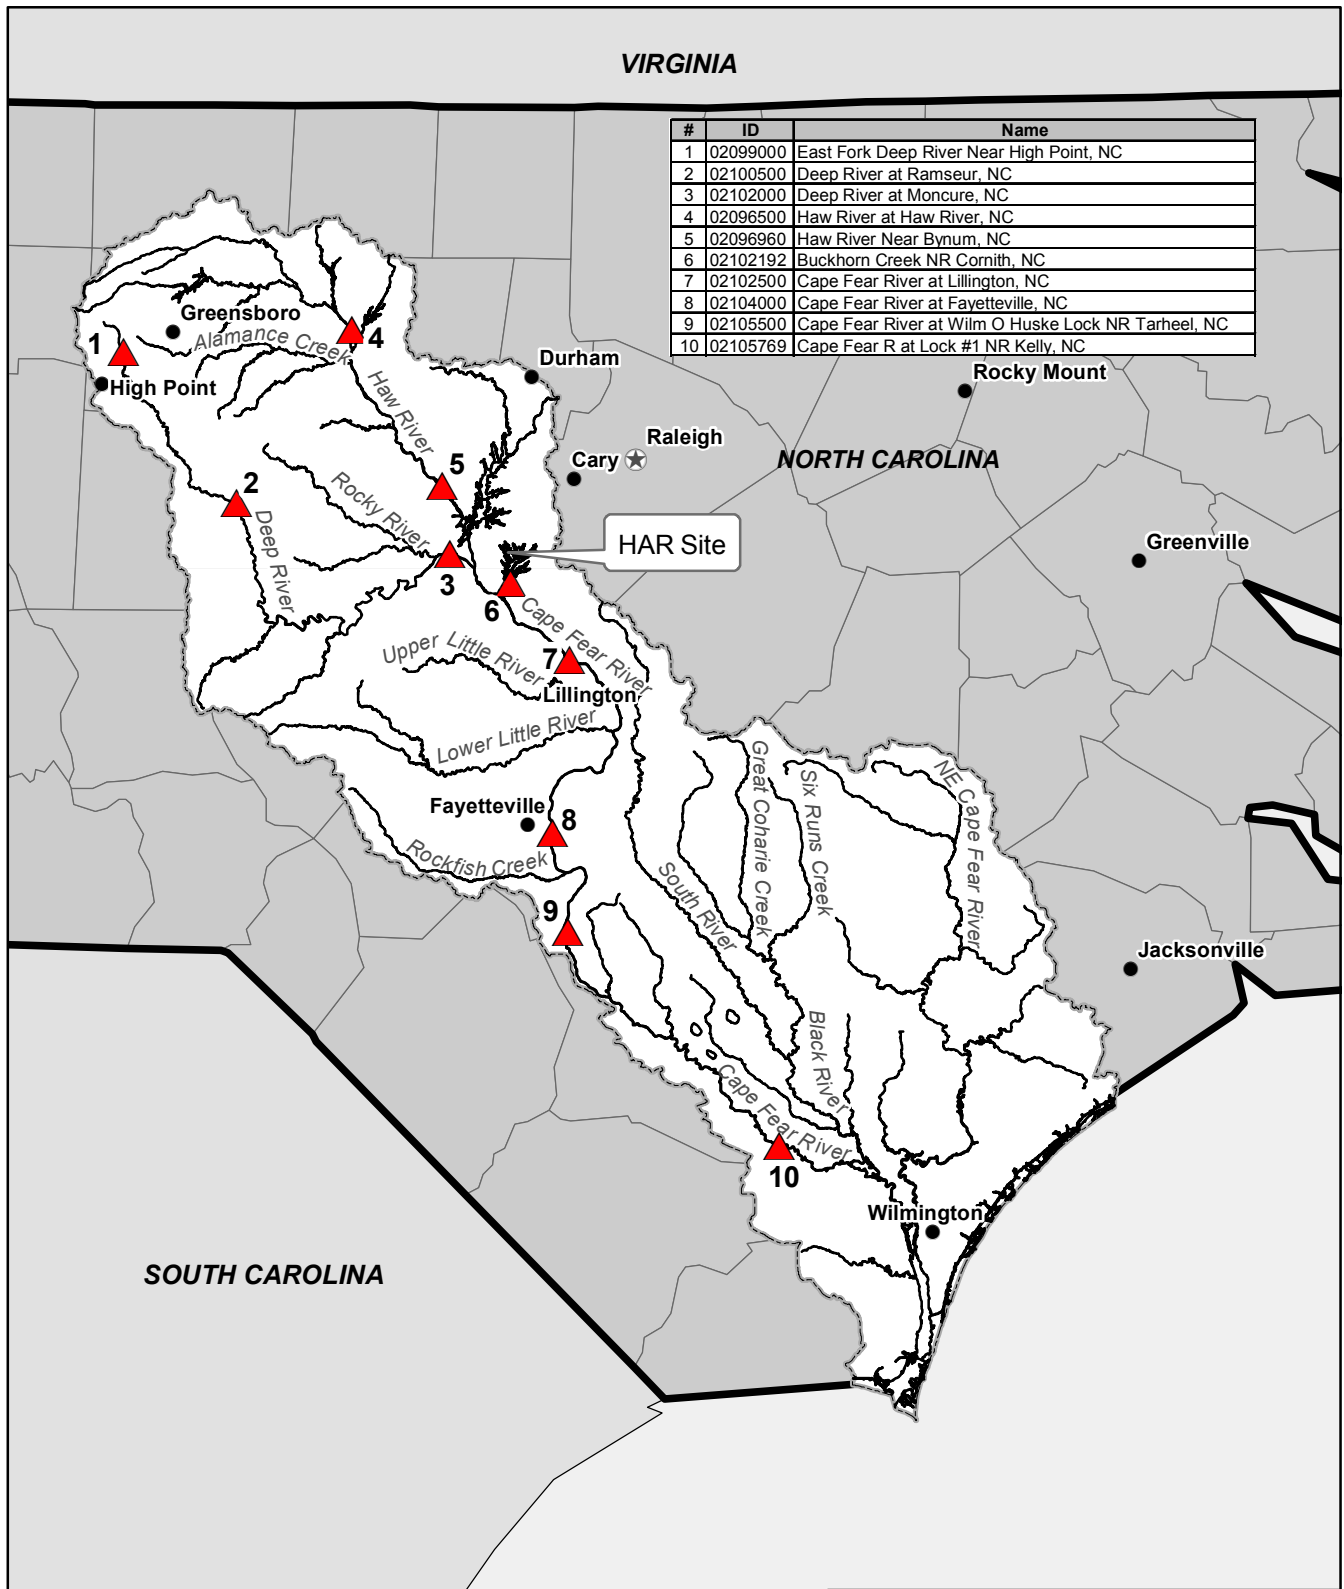 VIRGINIA
# ID Name
1 02099000 East Fork Deep River Near High Point, NC
2 02100500 Deep River at Ramseur, NC
3 02102000 Deep River at Moncure, NC
4 02096500 Haw River at Haw River, NC
5 02096960 Haw River Near Bynum, NC
6 02102192 Buckhorn Creek NR Cornith, NC
7 02102500 Cape Fear River at Lillington, NC
8 02104000 Cape Fear River at Fayetteville, NC
9 02105500 Cape Fear River at Wilm O Huske Lock NR Tarheel, NC
10 02105769 Cape Fear R at Lock #1 NR Kelly, NC
Greensboro
Alamance Creek
4
1
High Point
Durham
Rocky Mount
Haw River
Raleigh
Cary
NORTH CAROLINA
5
2
Rocky River
Deep River
HAR Site
Greenville
3
6
Cape Fear River
Upper Little River
7
Lillington
Lower Little River
Great Coharie Creek
Six Runs Creek
NE Cape Fear River
Fayetteville
8
Rockfish Creek
South River
9
Jacksonville
Black River
Cape Fear River
10
Wilmington
SOUTH CAROLINA